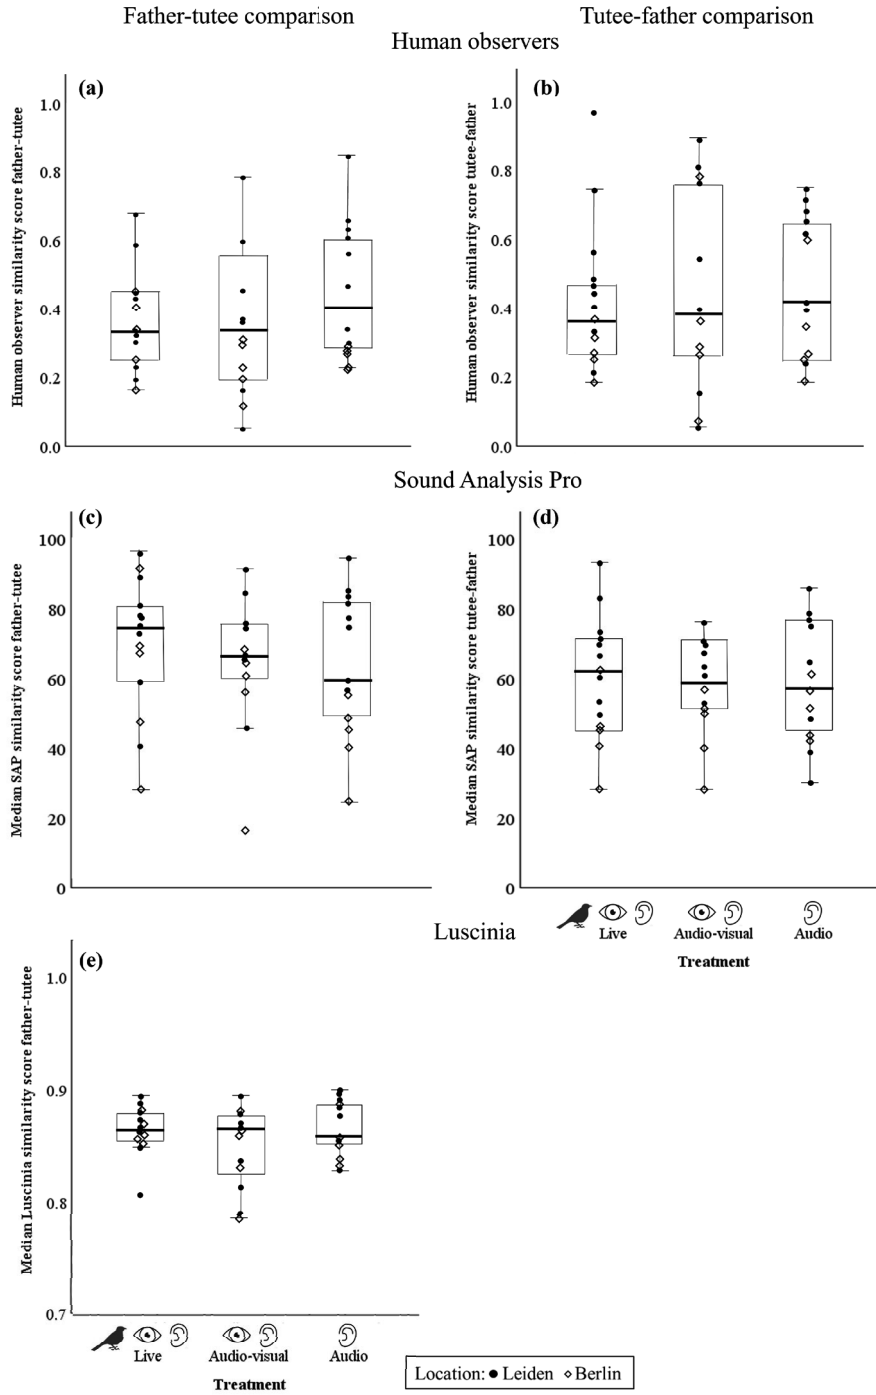 Father-tutee comparison
Tutee-father comparison
Human observers
(a)
Human observer similarity score father-tutee
1.0
0.8
0.6
0.4
0.2
0.0
(b)
Human observer similarity score tutee-father
1.0
0.8
0.6
0.4
0.2
0.0
Sound Analysis Pro
(c)
Median SAP similarity score father-tutee
100
80
60
40
20
0
(d)
Median SAP similarity score tutee-father
100
80
60
40
20
0
Live Audio-visual Audio
Treatment
Luscinia
(e)
Median Luscinia similarity score father-tutee
1.0
0.9
0.8
0.7
Live Audio-visual Audio
Treatment
Location: Leiden Berlin